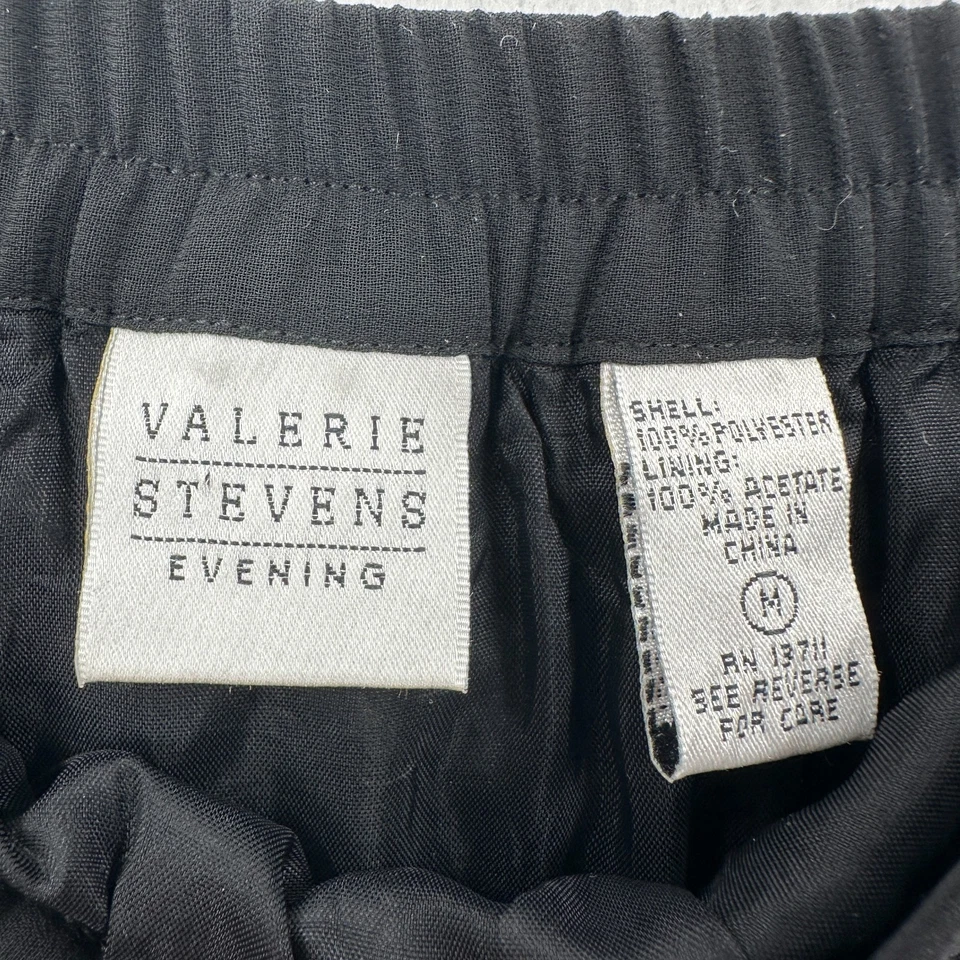 VALERIE
STEVENS
EVENING
SHELL:
100% POLYESTER
LINING:
100% ACETATE
MADE IN
CHINA
M
RN 13711
SEE REVERSE
FOR CARE